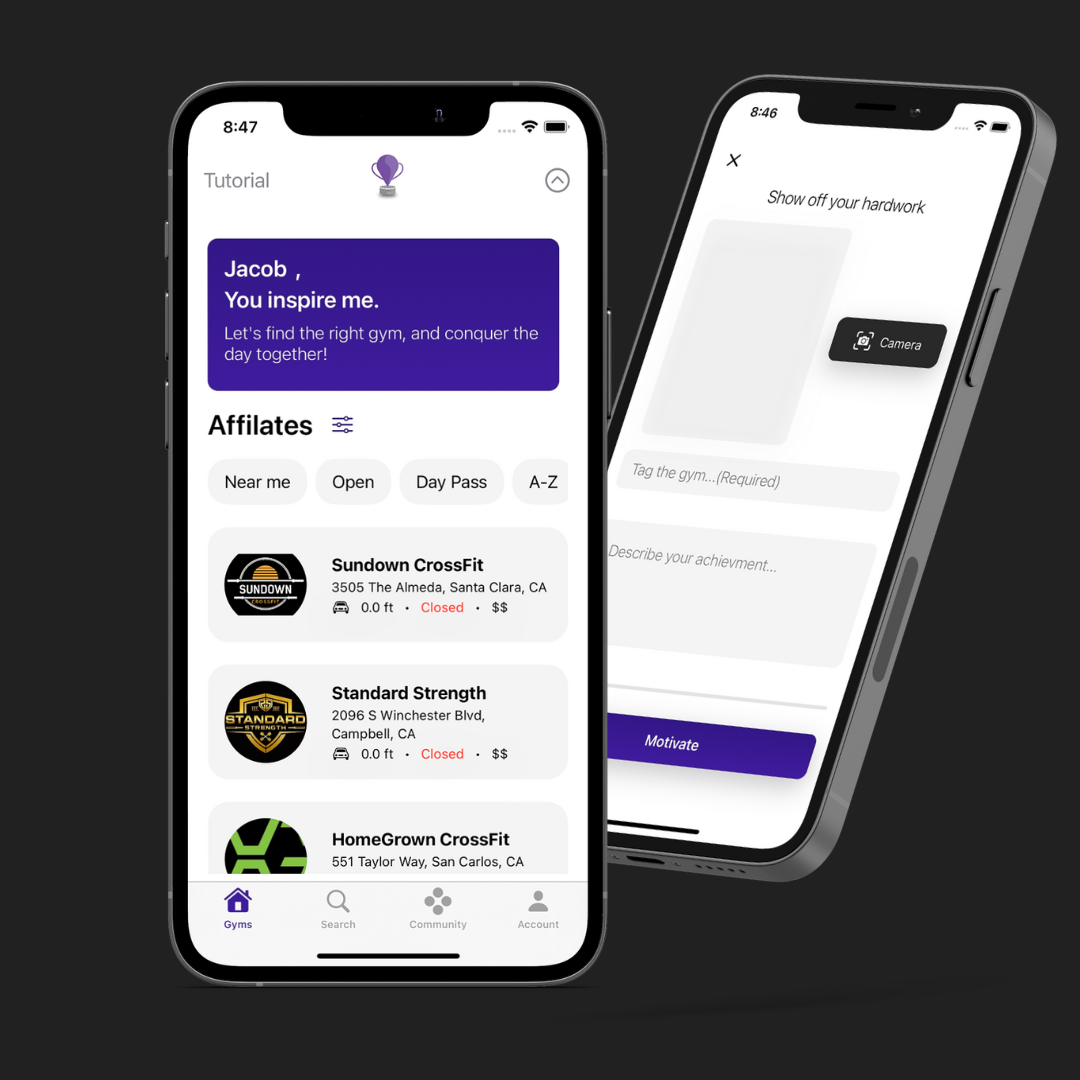 8:47
Tutorial
Jacob ,
You inspire me.
Let's find the right gym, and conquer the
day together!
Affilates
Near me
Open
Day Pass
A-Z
SUNDOWN
CROSSFIT
Sundown CrossFit
3505 The Almeda, Santa Clara, CA
0.0 ft • Closed • $$
STANDARD
STRENGTH
Standard Strength
2096 S Winchester Blvd,
Campbell, CA
0.0 ft • Closed • $$
HomeGrown CrossFit
551 Taylor Way, San Carlos, CA
Gyms
Search
Community
Account
8:46
Show off your hardwork
Camera
Tag the gym...(Required)
Describe your achievment...
Motivate